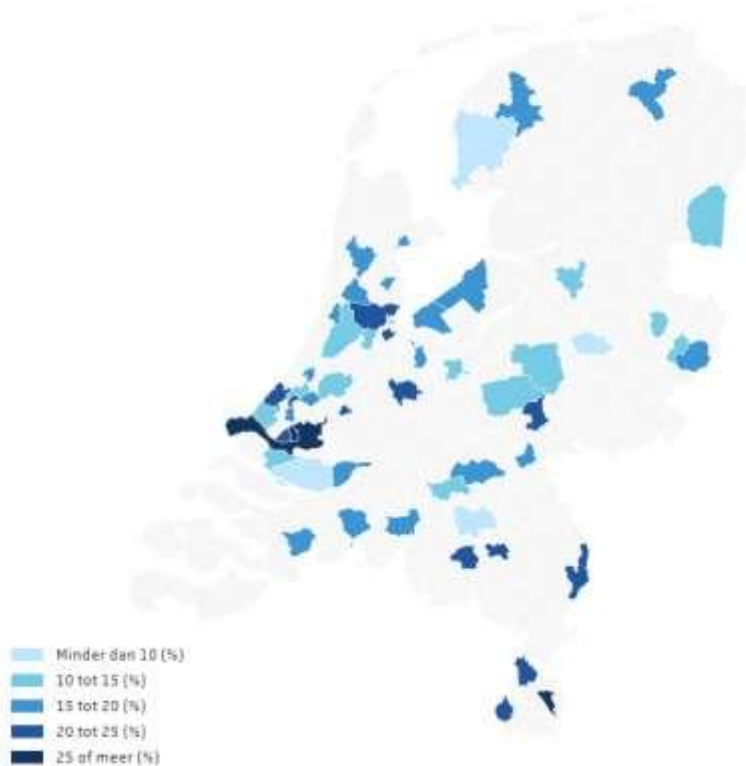 Minder dan 10 (%)
10 tot 15 (%)
15 tot 20 (%)
20 tot 25 (%)
25 of meer (%)